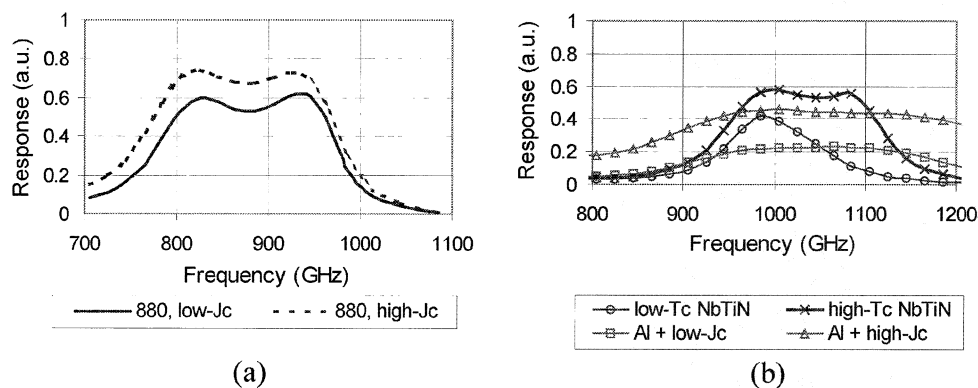 Response (a.u.)
1
0.8
0.6
0.4
0.2
0
700 800 900 1000 1100
Frequency (GHz)
880, low-Jc 880, high-Jc
(a)
Response (a.u.)
1
0.8
0.6
0.4
0.2
0
800 900 1000 1100 1200
Frequency (GHz)
low-Tc NbTiN high-Tc NbTiN
Al + low-Jc Al + high-Jc
(b)